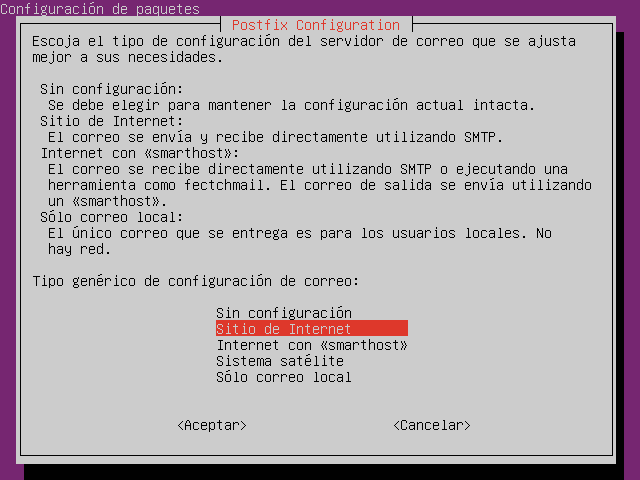 Configuración de paquetes
Postfix Configuration
Escoja el tipo de configuración del servidor de correo que se ajusta
mejor a sus necesidades.
Sin configuración:
Se debe elegir para mantener la configuración actual intacta.
Sitio de Internet:
El correo se envía y recibe directamente utilizando SMTP.
Internet con «smarthost»:
El correo se recibe directamente utilizando SMTP o ejecutando una
herramienta como fectchmail. El correo de salida se envía utilizando
un «smarthost».
Sólo correo local:
El único correo que se entrega es para los usuarios locales. No
hay red.
Tipo genérico de configuración de correo:
Sin configuración
Sitio de Internet
Internet con «smarthost»
Sistema satélite
Sólo correo local
<Aceptar> <Cancelar>